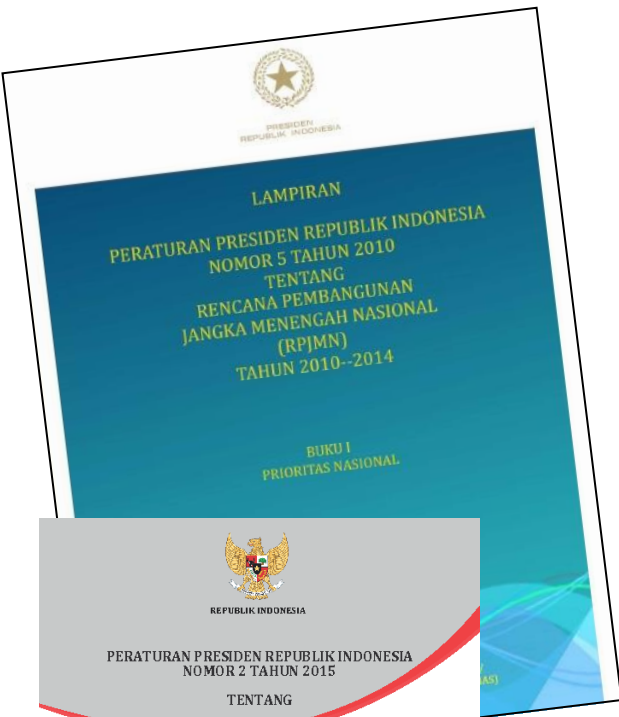 PRESIDEN
REPUBLIK INDONESIA
LAMPIRAN
PERATURAN PRESIDEN REPUBLIK INDONESIA
NOMOR 5 TAHUN 2010
TENTANG
RENCANA PEMBANGUNAN
JANGKA MENENGAH NASIONAL
(RPJMN)
TAHUN 2010--2014
BUKU I
PRIORITAS NASIONAL
REPUBLIK INDONESIA
PERATURAN PRESIDEN REPUBLIK INDONESIA
NOMOR 2 TAHUN 2015
TENTANG